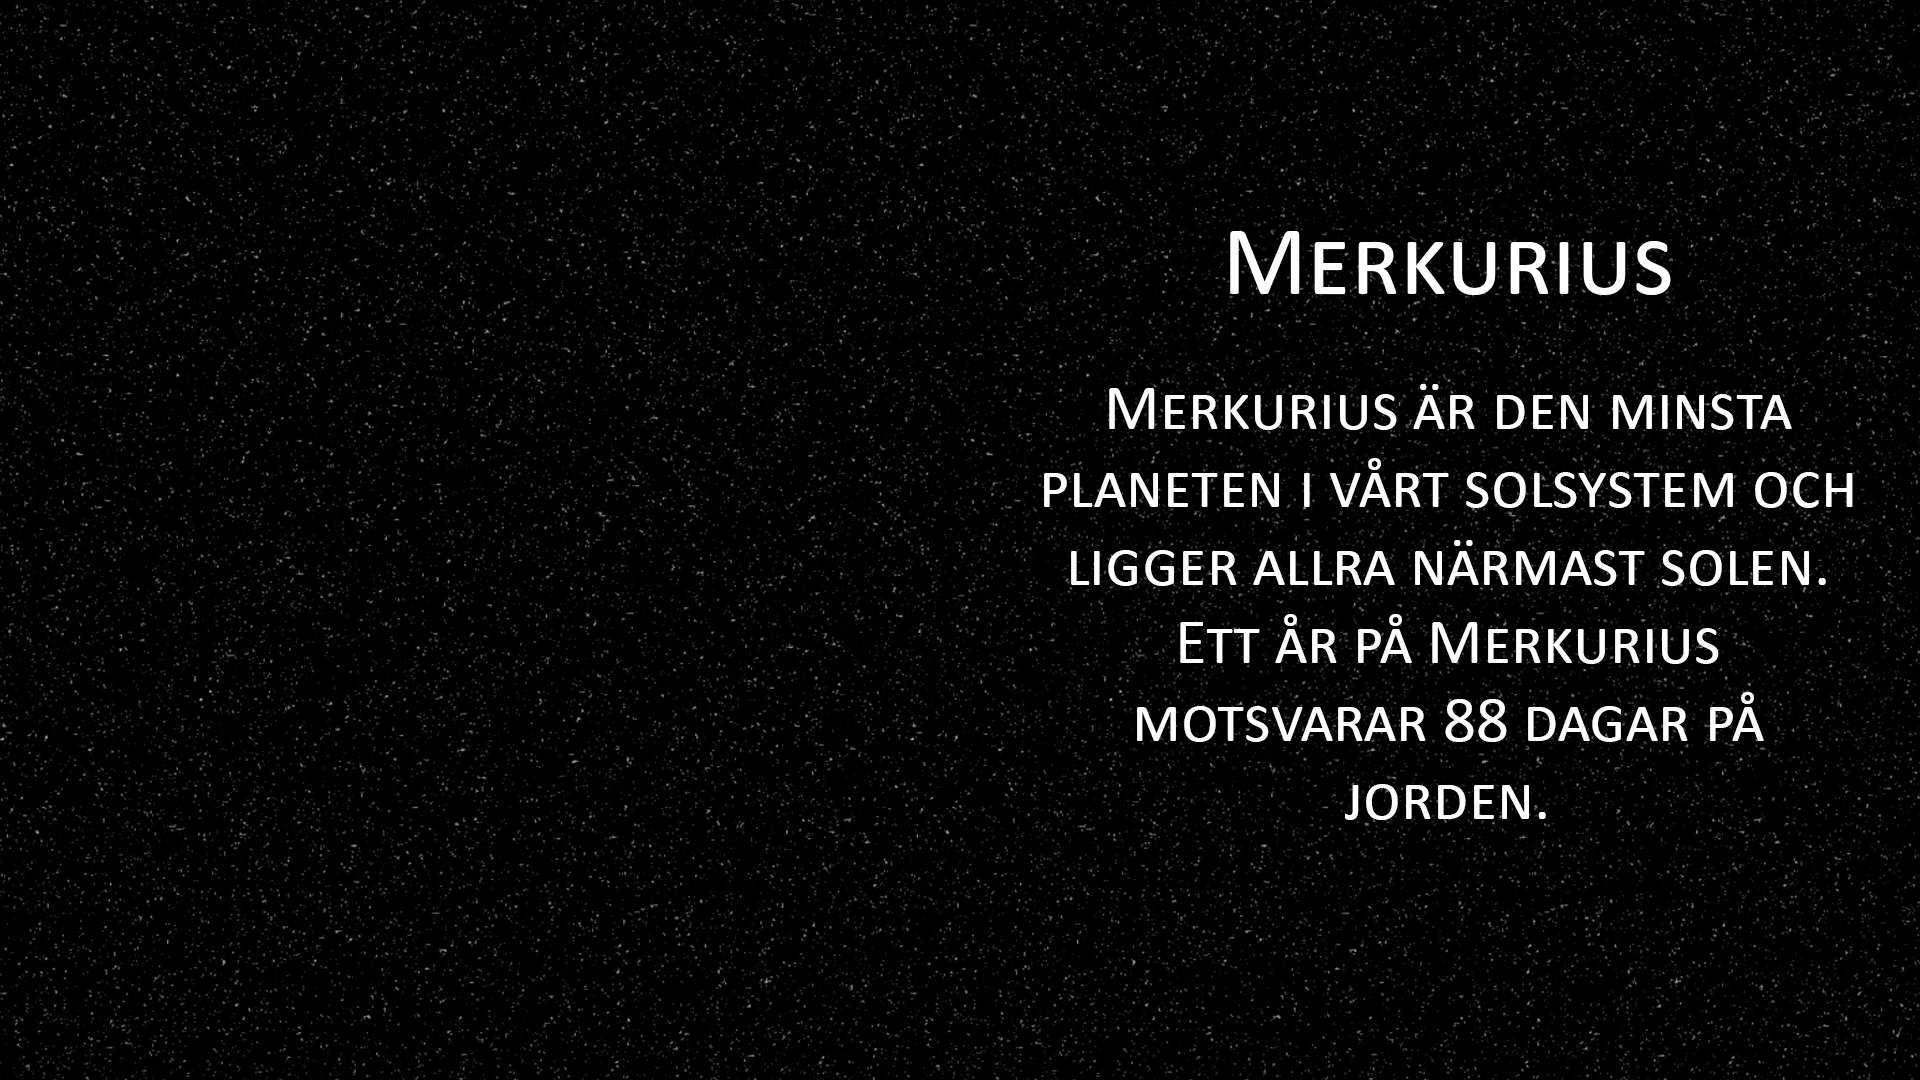 Merkurius
Merkurius är den minsta
planeten i vårt solsystem och
ligger allra närmast solen.
Ett år på Merkurius
motsvarar 88 dagar på
jorden.